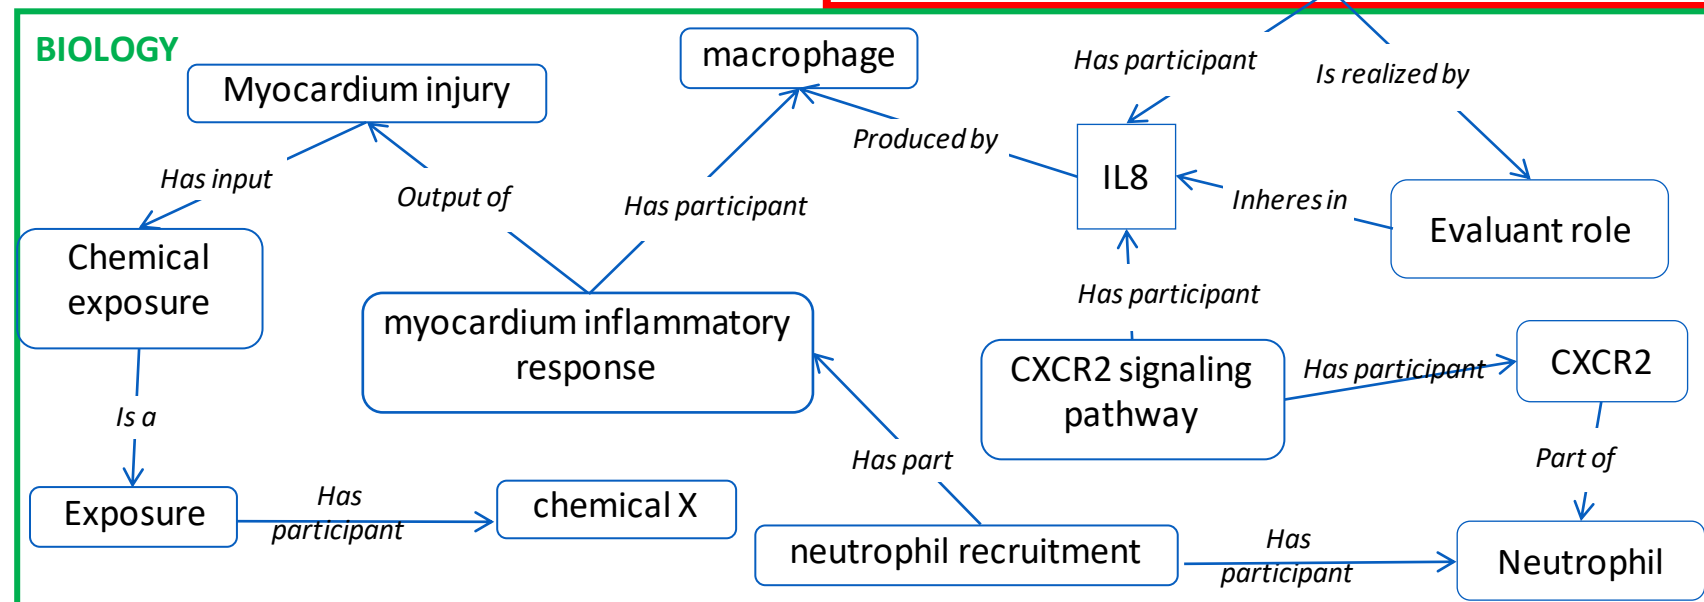 BIOLOGY
macrophage
Has participant
Is realized by
Myocardium injury
Produced by
Has input
Output of
Has participant
IL8
Inheres in
Evaluant role
Chemical
exposure
Has participant
myocardium inflammatory
response
CXCR2 signaling
pathway
Has participant
CXCR2
Is a
Has part
Part of
Exposure
Has
participant
chemical X
neutrophil recruitment
Has
participant
Neutrophil